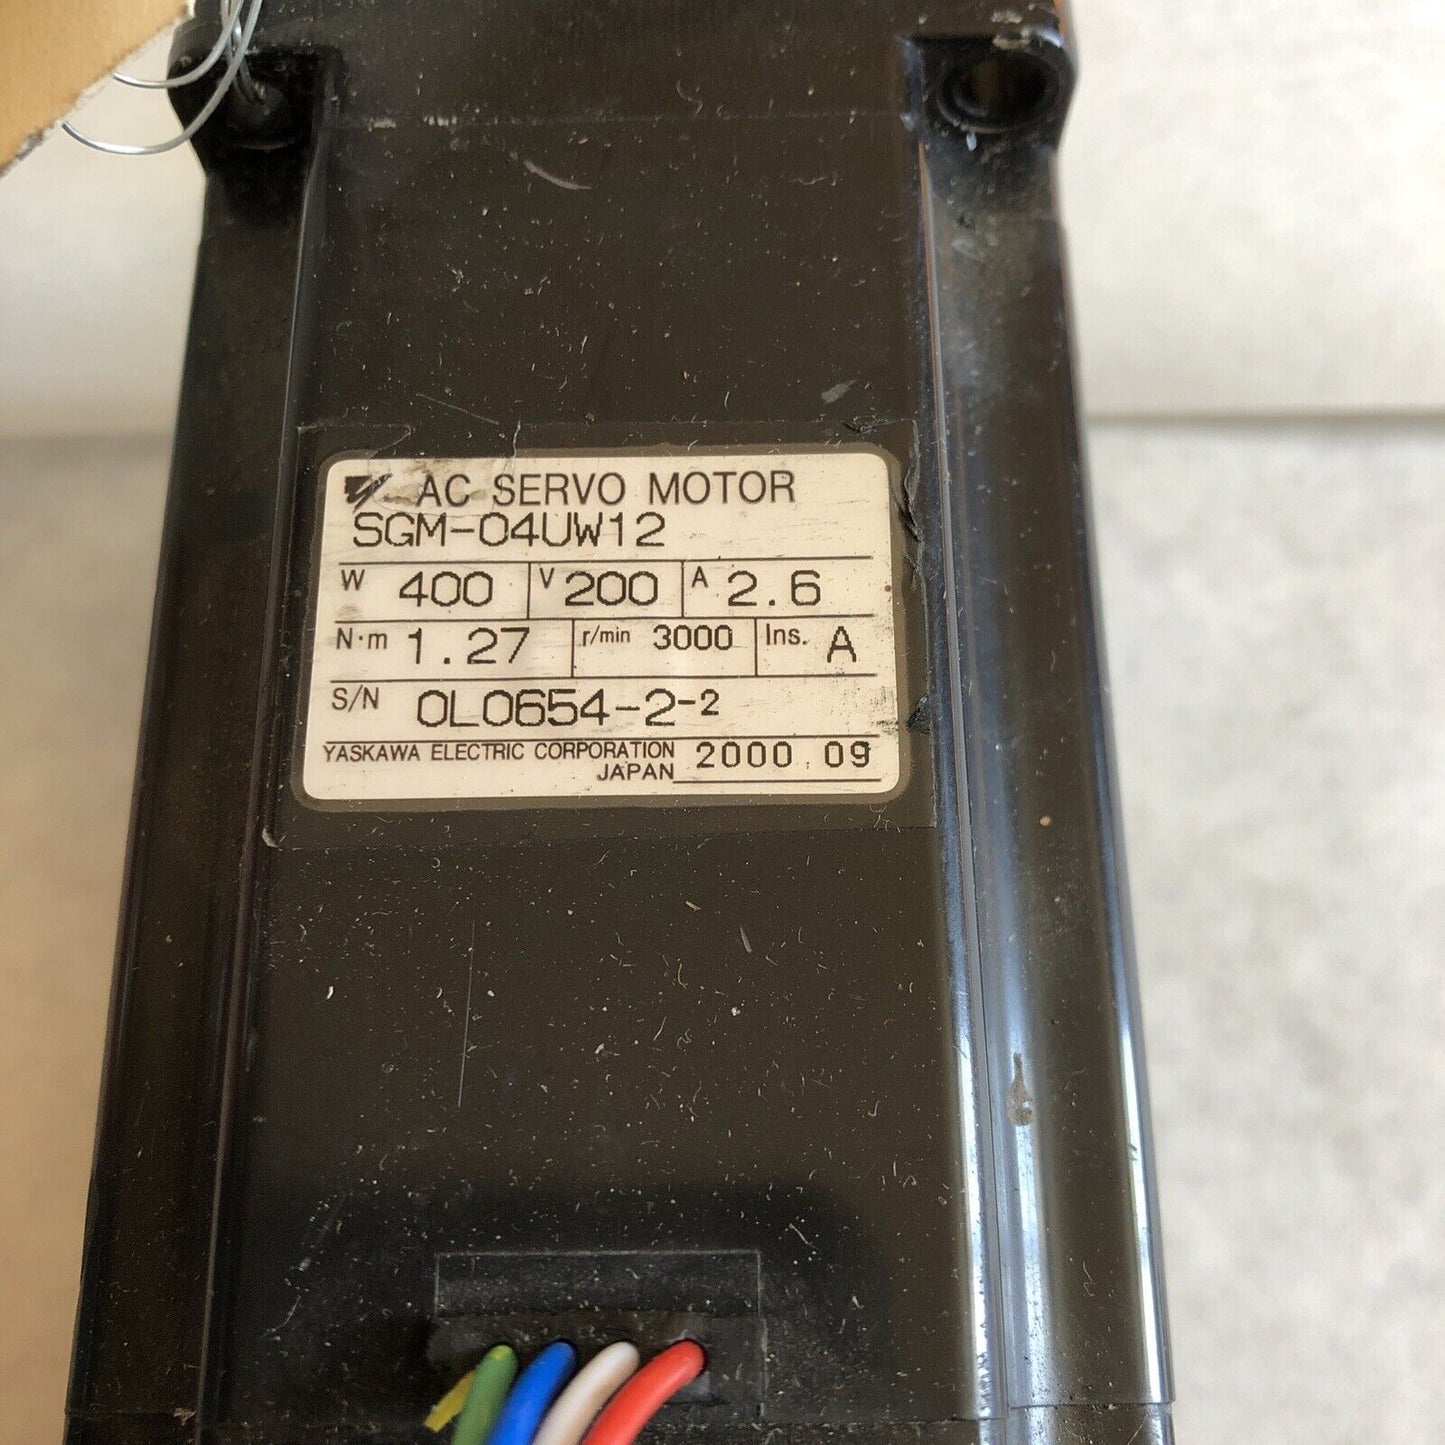 AC SERVO MOTOR
SGM-04UW12
W 400 V 200 A 2.6
N·m 1.27 r/min 3000 Ins. A
S/N 0L0654-2-2
YASKAWA ELECTRIC CORPORATION
JAPAN 2000 09